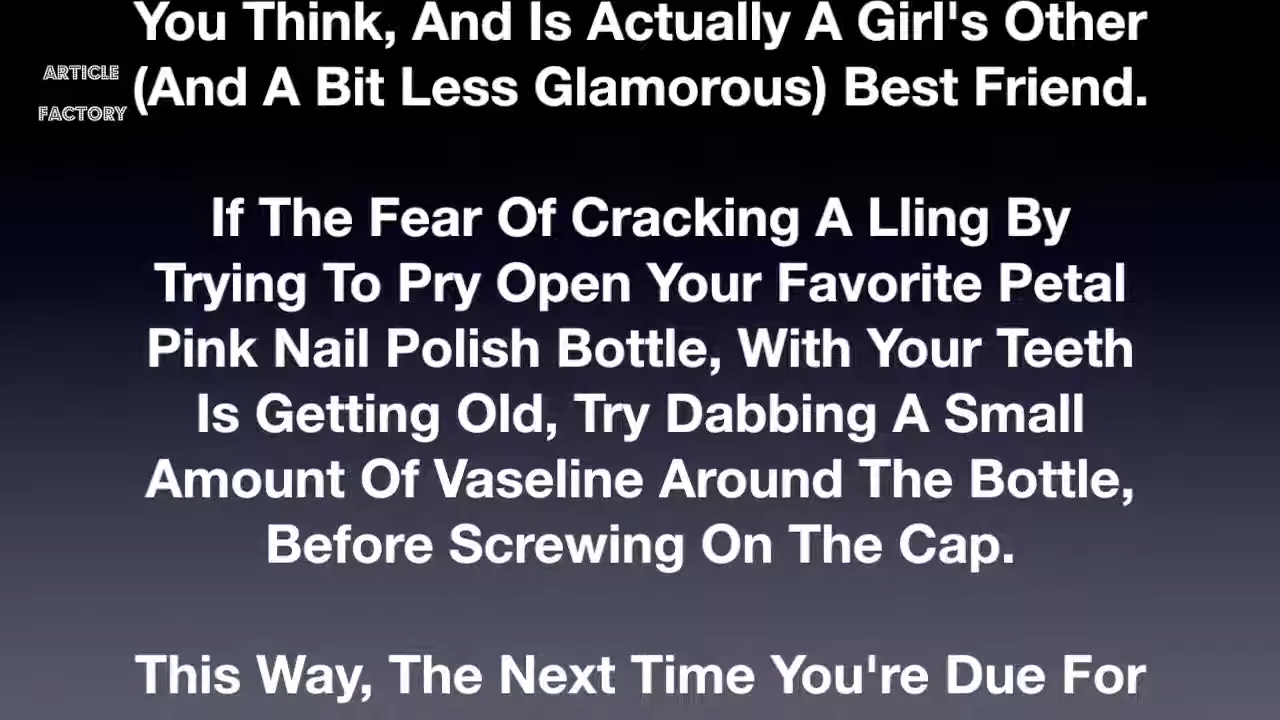 You Think, And Is Actually A Girl's Other
ARTICLE
FACTORY
(And A Bit Less Glamorous) Best Friend.
If The Fear Of Cracking A Lling By
Trying To Pry Open Your Favorite Petal
Pink Nail Polish Bottle, With Your Teeth
Is Getting Old, Try Dabbing A Small
Amount Of Vaseline Around The Bottle,
Before Screwing On The Cap.
This Way, The Next Time You're Due For